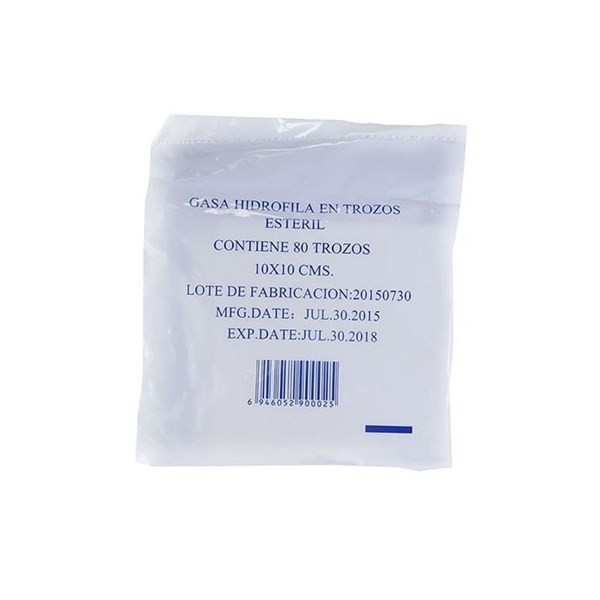 GASA HIDROFILA EN TROZOS
ESTERIL
CONTIENE 80 TROZOS
10X10 CMS.
LOTE DE FABRICACION:20150730
MFG.DATE: JUL.30.2015
EXP.DATE:JUL.30.2018
6 946052 900025